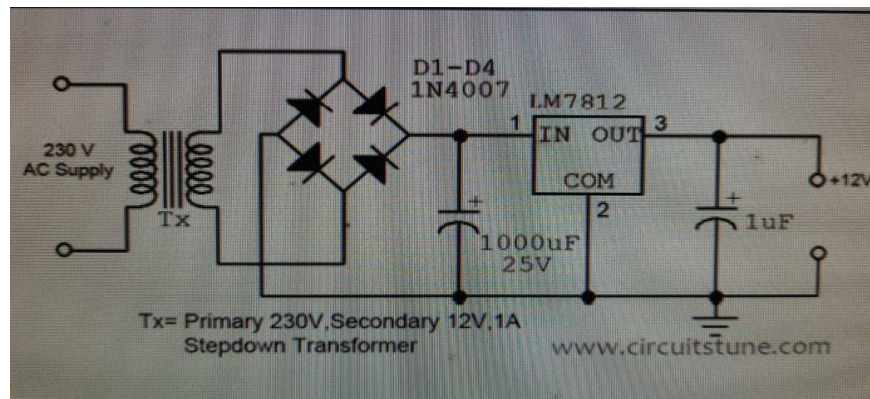 D1-D4
1N4007
LM7812
1
IN OUT
3
230 V
AC Supply
COM
+12V
2
Tx
1000uF
25V
1uF
Tx= Primary 230V,Secondary 12V,1A
Stepdown Transformer
www.circuitstune.com